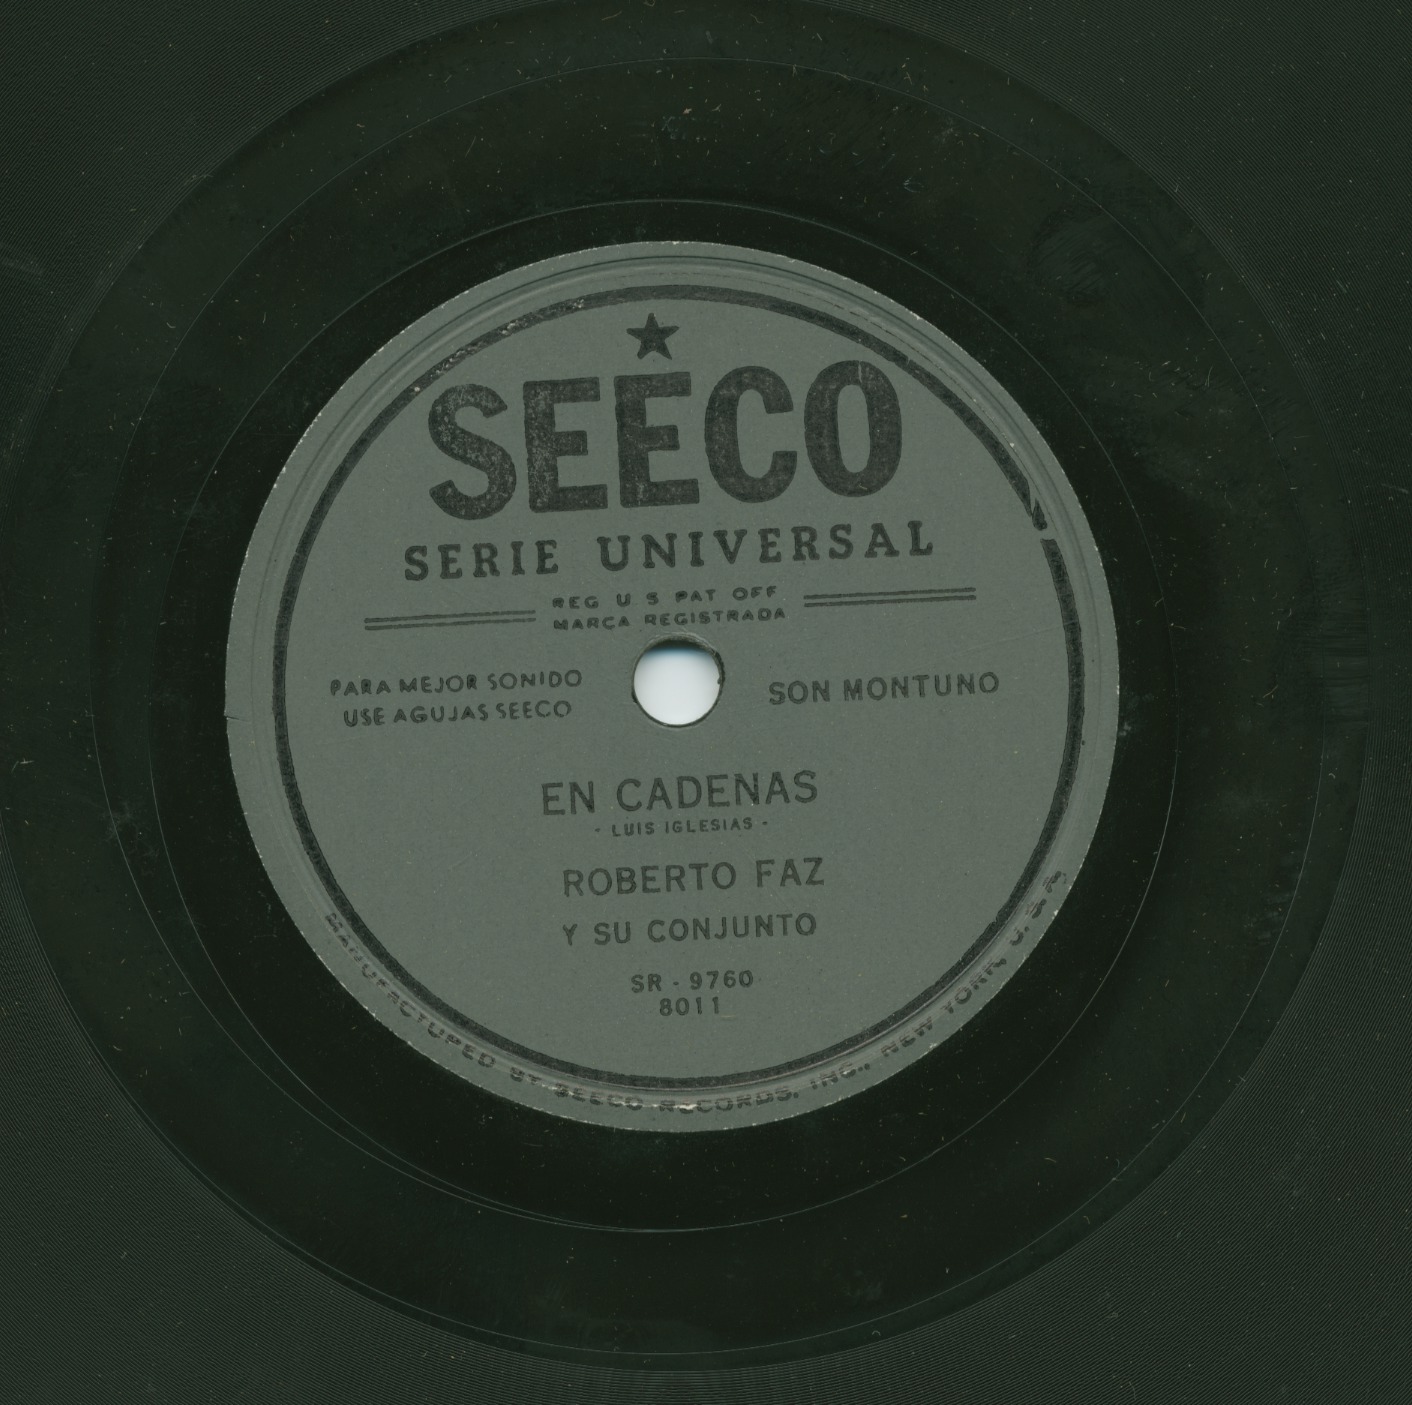 SEECO
SERIE UNIVERSAL
REG U S PAT OFF
MARCA REGISTRADA
PARA MEJOR SONIDO
USE AGUJAS SEECO
SON MONTUNO
EN CADENAS
- LUIS IGLESIAS -
ROBERTO FAZ
Y SU CONJUNTO
SR - 9760
8011
MANUFACTURED BY SEECO RECORDS, INC., NEW YORK, U.S.A.